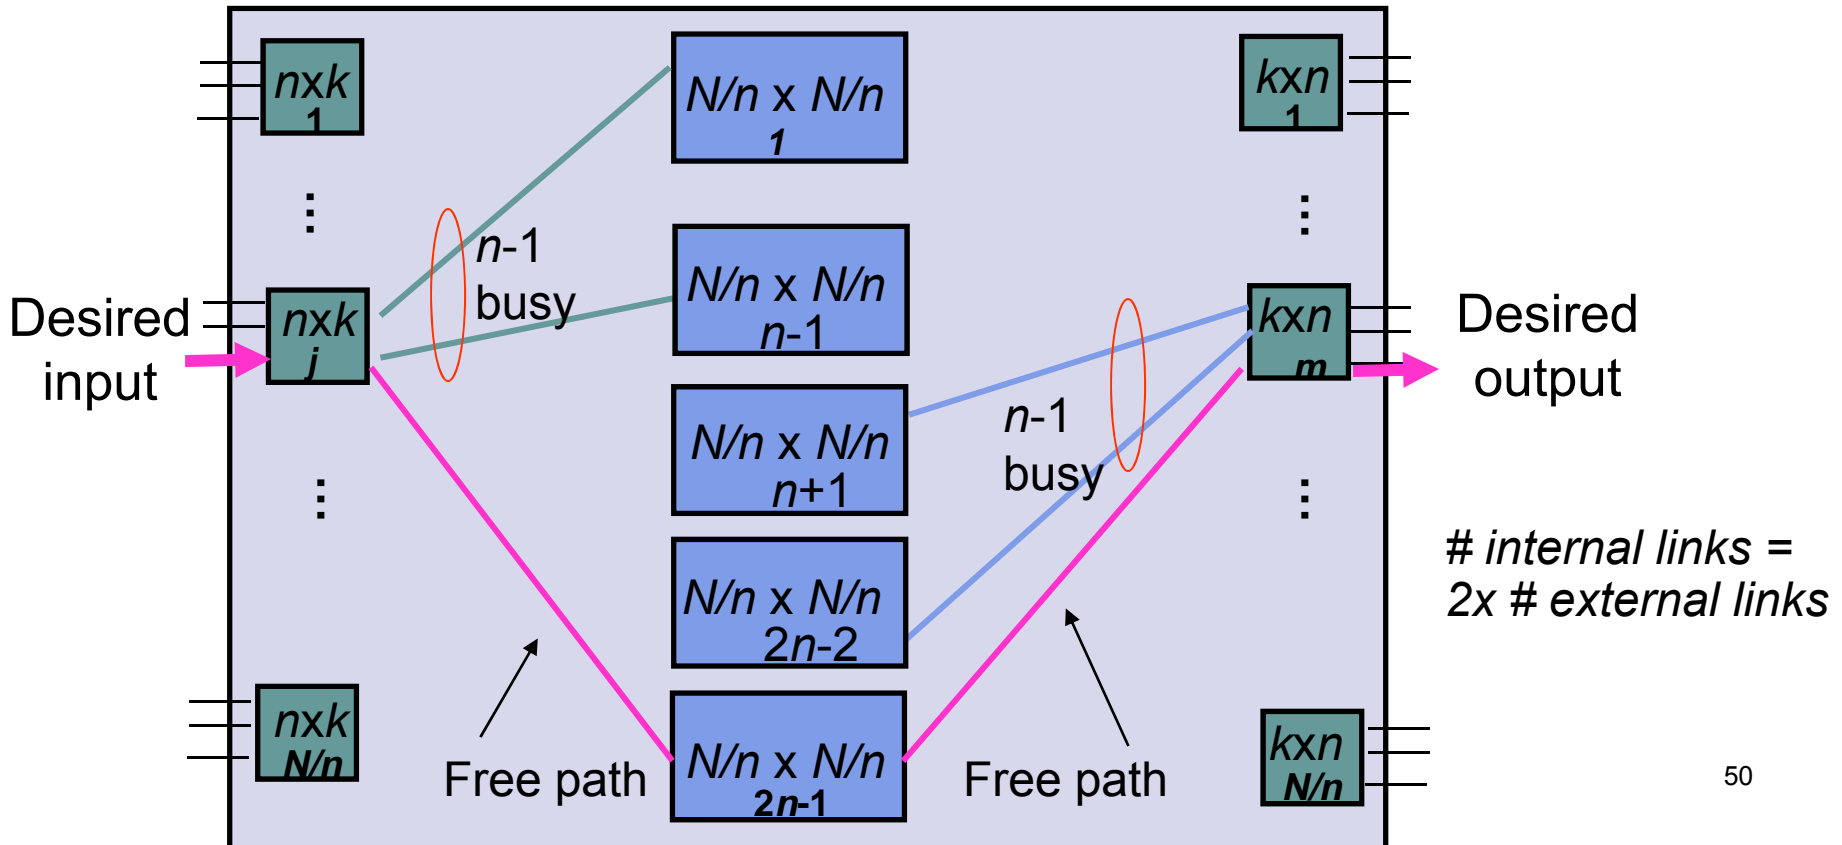 nxk
1
N/n x N/n
1
kxn
1
⋮
⋮
n-1
busy
Desired
input
nxk
j
N/n x N/n
n-1
kxn
m
Desired
output
N/n x N/n
n+1
n-1
busy
⋮
⋮
# internal links =
2x # external links
N/n x N/n
2n-2
nxk
N/n
Free path
N/n x N/n
2n-1
Free path
kxn
N/n
50